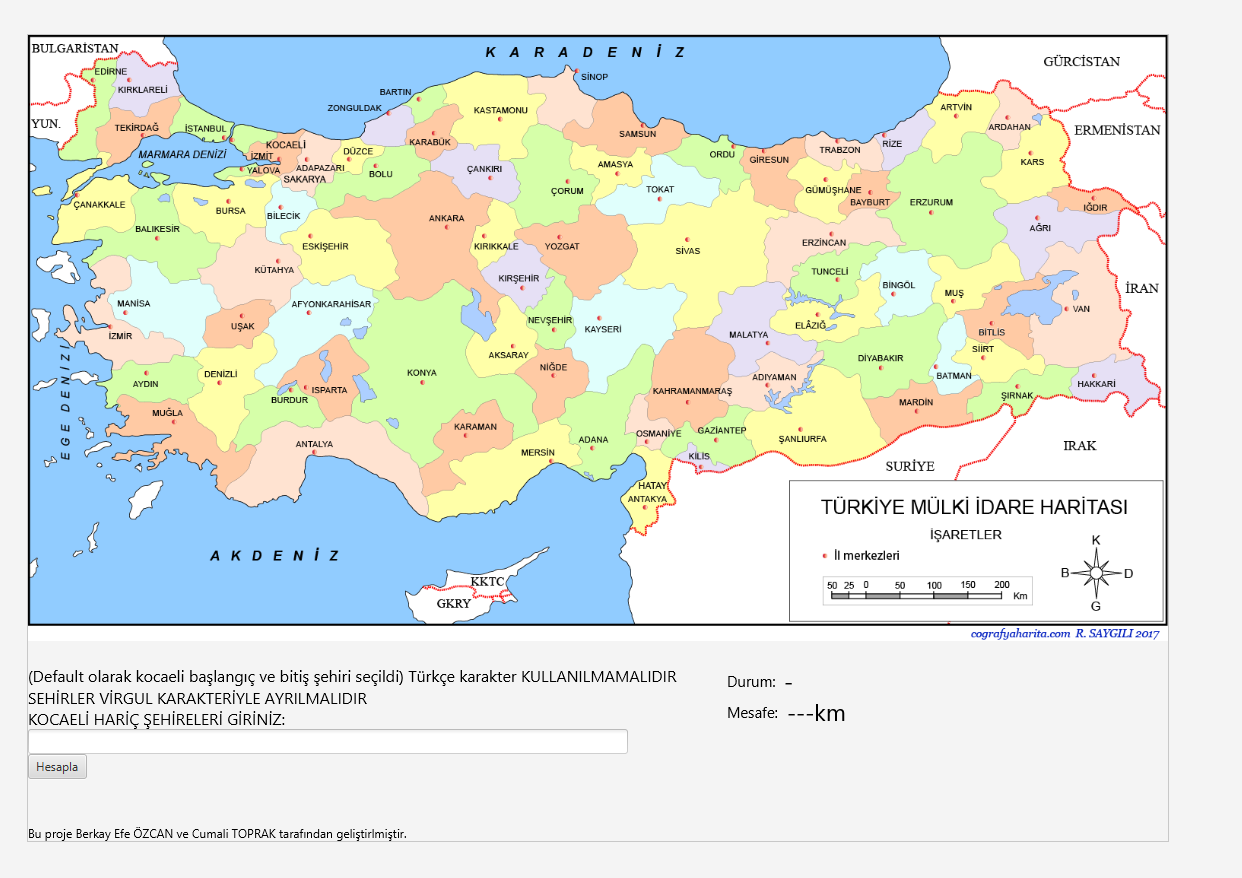 KARADENİZ
BULGARİSTAN
GÜRCİSTAN
EDİRNE
SİNOP
KIRKLARELİ
BARTIN
ZONGULDAK
KASTAMONU
ARTVİN
YUN.
TEKİRDAĞ
İSTANBUL
KARABÜK
SAMSUN
ARDAHAN
ERMENİSTAN
KOCAELİ
İZMİT
DÜZCE
ORDU
GİRESUN
TRABZON
RİZE
MARMARA DENİZİ
YALOVA
ADAPAZARI
SAKARYA
BOLU
ÇANKIRI
AMASYA
KARS
ÇORUM
TOKAT
GÜMÜŞHANE
BAYBURT
ÇANAKKALE
BURSA
BİLECİK
ANKARA
ERZURUM
IĞDIR
BALIKESİR
ESKİŞEHİR
KIRIKKALE
YOZGAT
SİVAS
ERZİNCAN
AĞRI
KÜTAHYA
KIRŞEHİR
TUNCELİ
BİNGÖL
MUŞ
İRAN
MANİSA
AFYONKARAHİSAR
NEVŞEHİR
KAYSERİ
MALATYA
ELÂZIĞ
VAN
İZMİR
UŞAK
BITLIS
AKSARAY
SİİRT
DİYABAKIR
EGE DENİZİ
AYDIN
DENİZLİ
KONYA
NİĞDE
ADIYAMAN
BATMAN
HAKKARİ
ISPARTA
BURDUR
KAHRAMANMARAŞ
MARDİN
ŞIRNAK
MUĞLA
KARAMAN
ADANA
OSMANİYE
GAZİANTEP
ŞANLIURFA
ANTALYA
MERSİN
KİLİS
SURİYE
IRAK
HATAY
ANTAKYA
TÜRKİYE MÜLKİ İDARE HARİTASI
İŞARETLER
İl merkezleri
K
B
D
G
50 25 0 50 100 150 200
Km
AKDENİZ
KKTC
GKRY
cografyaharita.com R. SAYGILI 2017
(Default olarak kocaeli başlangıç ve bitiş şehiri seçildi) Türkçe karakter KULLANILMAMALIDIR
SEHİRLER VİRGUL KARAKTERİYLE AYRILMALIDIR
KOCAELİ HARİÇ ŞEHİRELERİ GİRİNİZ:
Durum: -
Mesafe: ---km
Hesapla
Bu proje Berkay Efe ÖZCAN ve Cumali TOPRAK tarafından geliştirlmiştir.